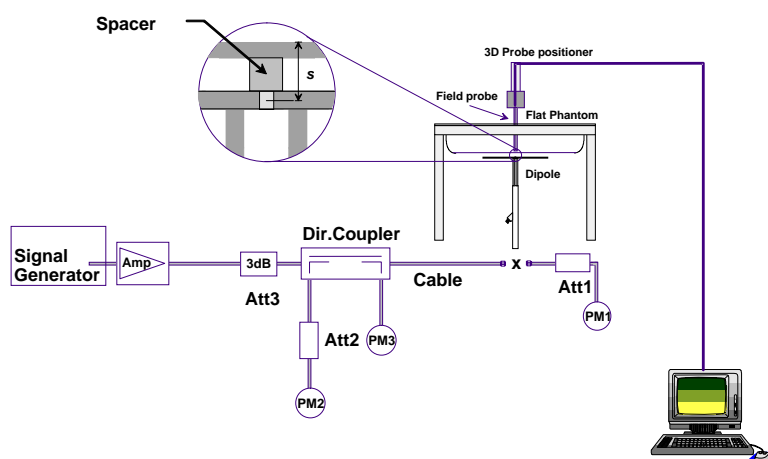 Spacer
s
3D Probe positioner
Field probe
Flat Phantom
Dipole
Signal
Generator
Amp
3dB
Att3
Dir.Coupler
Cable
x
Att1
PM1
Att2
PM3
PM2